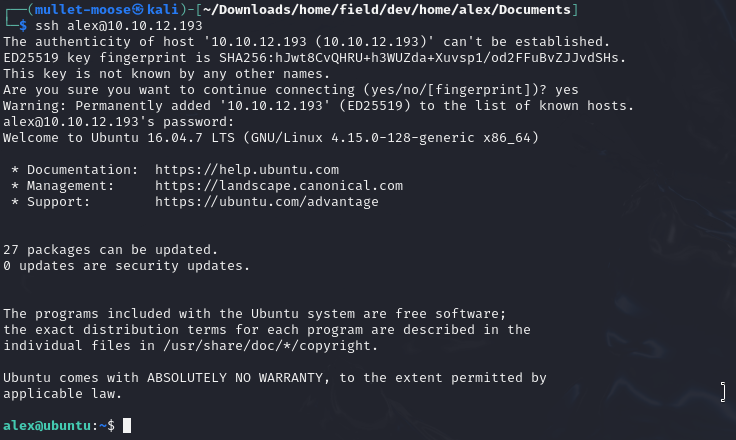 ┌──(mullet-moose㉿kali)-[~/Downloads/home/field/dev/home/alex/Documents]
└─$ ssh alex@10.10.12.193
The authenticity of host '10.10.12.193 (10.10.12.193)' can't be established.
ED25519 key fingerprint is SHA256:hJwt8CvQHRU+h3WUZda+Xuvsp1/od2FFuBvZJJvdSHs.
This key is not known by any other names.
Are you sure you want to continue connecting (yes/no/[fingerprint])? yes
Warning: Permanently added '10.10.12.193' (ED25519) to the list of known hosts.
alex@10.10.12.193's password:
Welcome to Ubuntu 16.04.7 LTS (GNU/Linux 4.15.0-128-generic x86_64)
* Documentation:  https://help.ubuntu.com
* Management:     https://landscape.canonical.com
* Support:        https://ubuntu.com/advantage
27 packages can be updated.
0 updates are security updates.
The programs included with the Ubuntu system are free software;
the exact distribution terms for each program are described in the
individual files in /usr/share/doc/*/copyright.
Ubuntu comes with ABSOLUTELY NO WARRANTY, to the extent permitted by
applicable law.
alex@ubuntu:~$